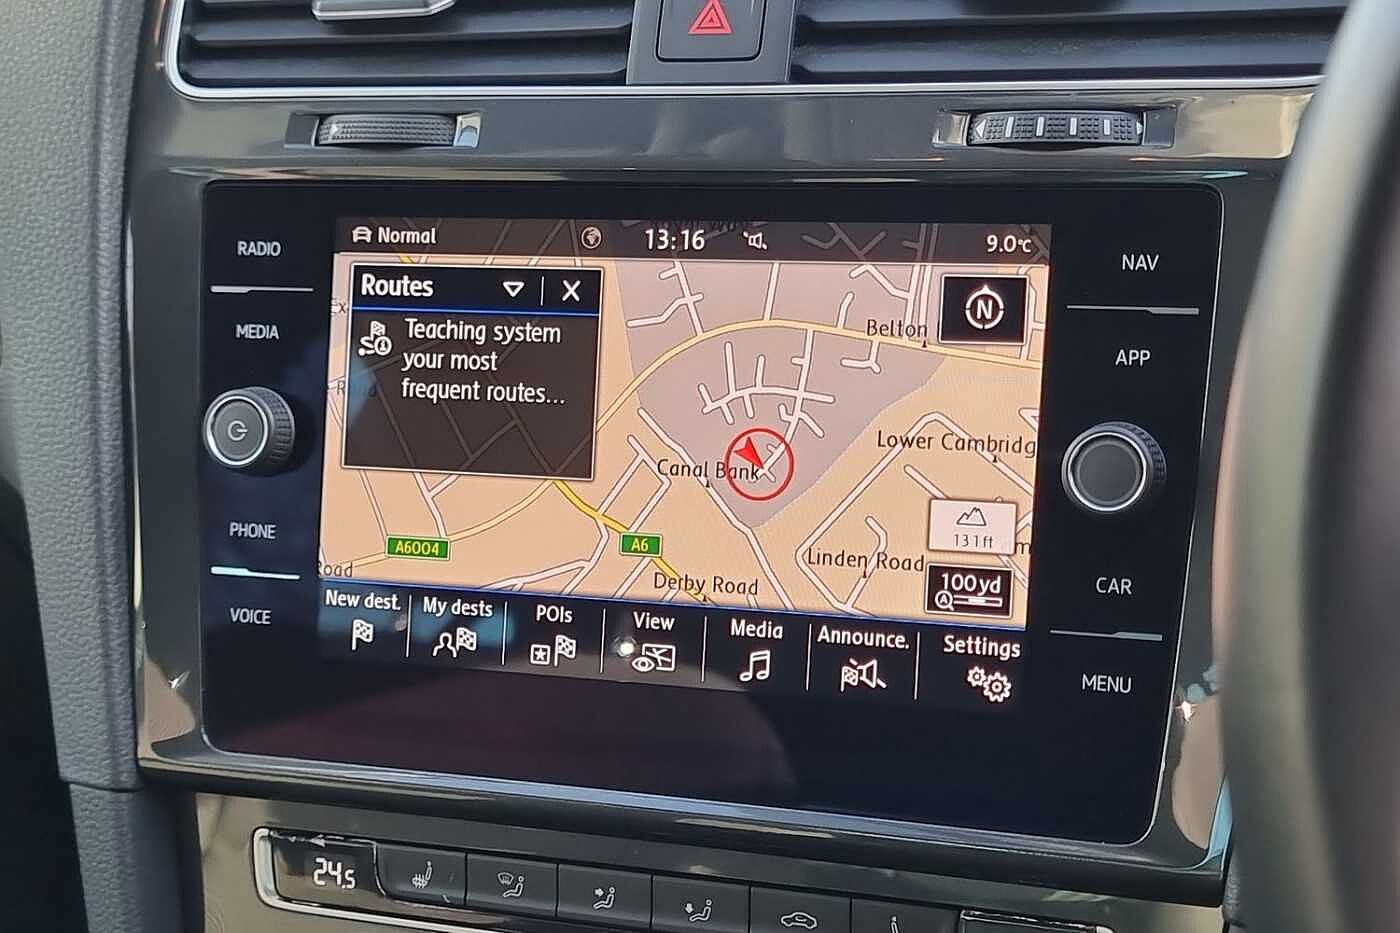 RADIO
MEDIA
PHONE
VOICE
Normal
13:16
9.0°C
Routes
X
Teaching system
your most
frequent routes...
N
Belton
Lower Cambridg
Canal Bank
131ft
A6004
A6
Linden Road
100 yd
A
Derby Road
Road
New dest.
My dests
POIs
View
Media
Announce.
Settings
NAV
APP
CAR
MENU
24.5